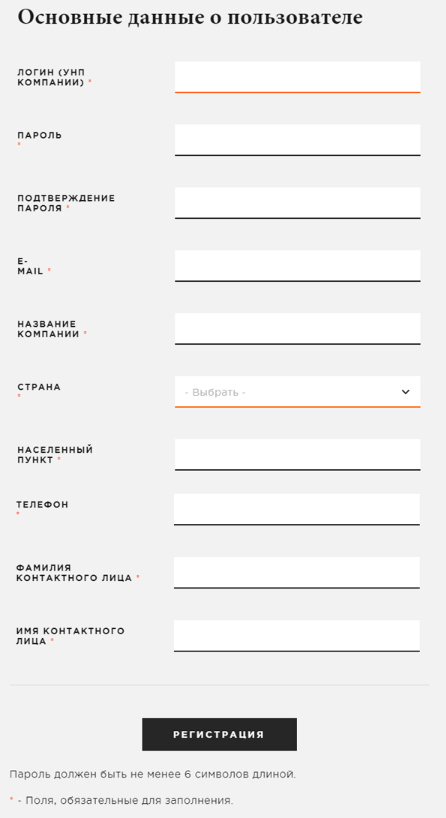 Основные данные о пользователе
ЛОГИН (УНП
КОМПАНИИ) *
ПАРОЛЬ
*
ПОДТВЕРЖДЕНИЕ
ПАРОЛЯ *
E-
MAIL *
НАЗВАНИЕ
КОМПАНИИ *
СТРАНА
*
- Выбрать -
НАСЕЛЕННЫЙ
ПУНКТ *
ТЕЛЕФОН
*
ФАМИЛИЯ
КОНТАКТНОГО ЛИЦА *
ИМЯ КОНТАКТНОГО
ЛИЦА *
РЕГИСТРАЦИЯ
Пароль должен быть не менее 6 символов длиной.
* - Поля, обязательные для заполнения.